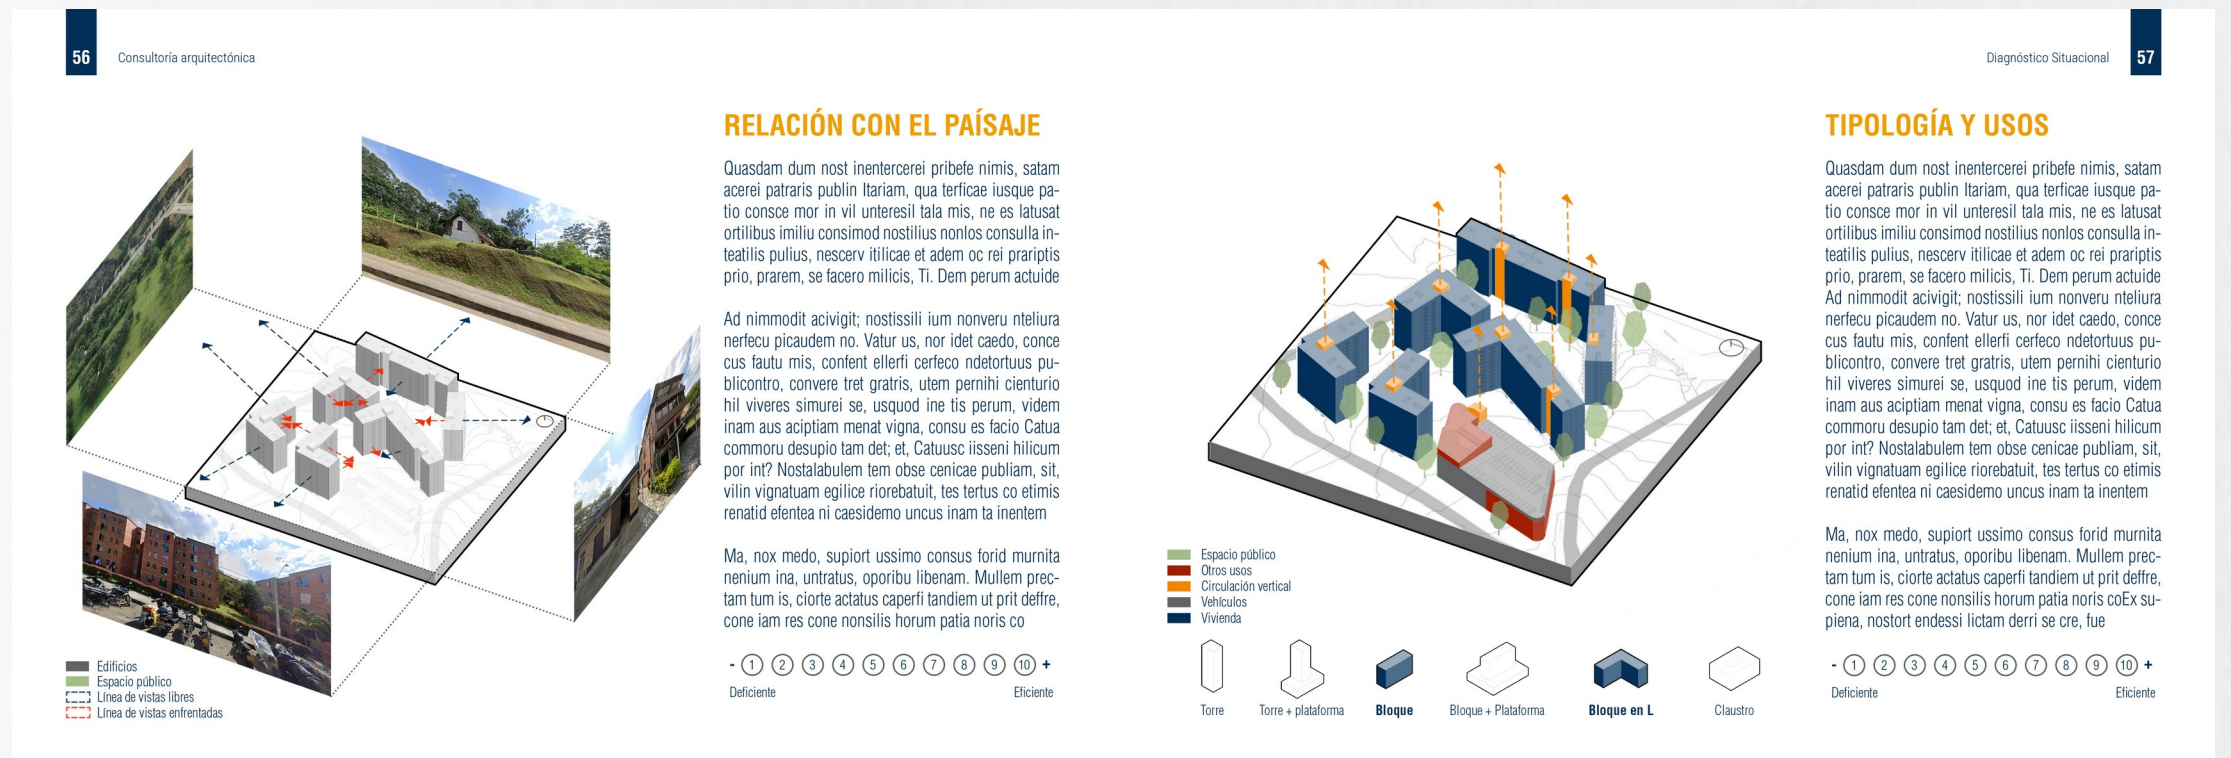 56
Consultoría arquitectónica
RELACIÓN CON EL PAÍSAJE
Quasdam dum nost inentercerei pribefe nimis, satam
acerei patraris publin Itariam, qua terficae iusque pa-
tio consce mor in vil unteresil tala mis, ne es latusat
ortilibus imiliu consimod nostilius nonlos consulla in-
teatilis pulius, nescerv itilicae et adem oc rei prariptis
prio, prarem, se facero milicis, Ti. Dem perum actuide
Ad nimmodit acivigit; nostissili ium nonveru nteliura
nerfecu picaudem no. Vatur us, nor idet caedo, conce
cus fautu mis, confent ellerfi cerfeco ndetortuus pu-
blicontro, convere tret gratris, utem pernihi cienturio
hil viveres simurei se, usquod ine tis perum, videm
inam aus aciptiam menat vigna, consu es facio Catua
commoru desupio tam det; et, Catuusc iisseni hilicum
por int? Nostalabulem tem obse cenicae publiam, sit,
vilin vignatuam egilice riorebatuit, tes tertus co etimis
renatid efentea ni caesidemo uncus inam ta inentem
Ma, nox medo, supiort ussimo consus forid murnita
nenium ina, untratus, oporibu libenam. Mullem prec-
tam tum is, ciorte actatus caperfi tandiem ut prit deffre,
cone iam res cone nonsilis horum patia noris co
- 1 2 3 4 5 6 7 8 9 10 +
Deficiente Eficiente
Edificios
Espacio público
Línea de vistas libres
Línea de vistas enfrentadas
Diagnóstico Situacional
57
TIPOLOGÍA Y USOS
Quasdam dum nost inentercerei pribefe nimis, satam
acerei patraris publin Itariam, qua terficae iusque pa-
tio consce mor in vil unteresil tala mis, ne es latusat
ortilibus imiliu consimod nostilius nonlos consulla in-
teatilis pulius, nescerv itilicae et adem oc rei prariptis
prio, prarem, se facero milicis, Ti. Dem perum actuide
Ad nimmodit acivigit; nostissili ium nonveru nteliura
nerfecu picaudem no. Vatur us, nor idet caedo, conce
cus fautu mis, confent ellerfi cerfeco ndetortuus pu-
blicontro, convere tret gratris, utem pernihi cienturio
hil viveres simurei se, usquod ine tis perum, videm
inam aus aciptiam menat vigna, consu es facio Catua
commoru desupio tam det; et, Catuusc iisseni hilicum
por int? Nostalabulem tem obse cenicae publiam, sit,
vilin vignatuam egilice riorebatuit, tes tertus co etimis
renatid efentea ni caesidemo uncus inam ta inentem
Ma, nox medo, supiort ussimo consus forid murnita
nenium ina, untratus, oporibu libenam. Mullem prec-
tam tum is, ciorte actatus caperfi tandiem ut prit deffre,
cone iam res cone nonsilis horum patia noris coEx su-
piena, nostort endessi lictam derri se cre, fue
- 1 2 3 4 5 6 7 8 9 10 +
Deficiente Eficiente
Espacio público
Otros usos
Circulación vertical
Vehículos
Vivienda
Torre
Torre + plataforma
Bloque
Bloque + Plataforma
Bloque en L
Claustro